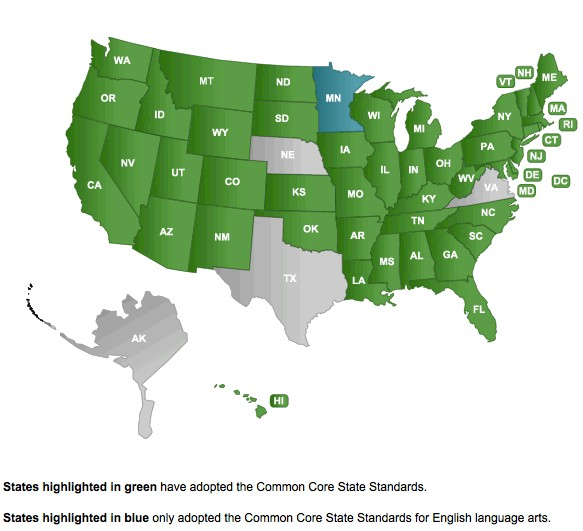 WA
MT
ND
MN
VT
NH
ME
OR
ID
SD
WI
MI
NY
MA
RI
WY
CT
NE
IA
PA
NJ
NV
UT
CO
IL
IN
OH
WV
VA
DE
DC
MD
CA
KS
MO
KY
NC
AZ
NM
OK
AR
TN
SC
TX
LA
MS
AL
GA
FL
AK
HI
States highlighted in green have adopted the Common Core State Standards.
States highlighted in blue only adopted the Common Core State Standards for English language arts.